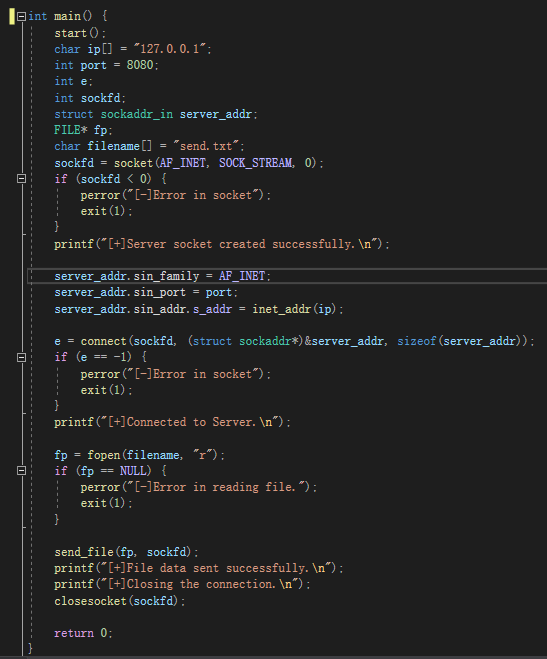 int main() {
start();
char ip[] = "127.0.0.1";
int port = 8080;
int e;
int sockfd;
struct sockaddr_in server_addr;
FILE* fp;
char filename[] = "send.txt";
sockfd = socket(AF_INET, SOCK_STREAM, 0);
if (sockfd < 0) {
perror("[-]Error in socket");
exit(1);
}
printf("[+]Server socket created successfully.\n");
server_addr.sin_family = AF_INET;
server_addr.sin_port = port;
server_addr.sin_addr.s_addr = inet_addr(ip);
e = connect(sockfd, (struct sockaddr*)&server_addr, sizeof(server_addr));
if (e == -1) {
perror("[-]Error in socket");
exit(1);
}
printf("[+]Connected to Server.\n");
fp = fopen(filename, "r");
if (fp == NULL) {
perror("[-]Error in reading file.");
exit(1);
}
send_file(fp, sockfd);
printf("[+]File data sent successfully.\n");
printf("[+]Closing the connection.\n");
closesocket(sockfd);
return 0;
}